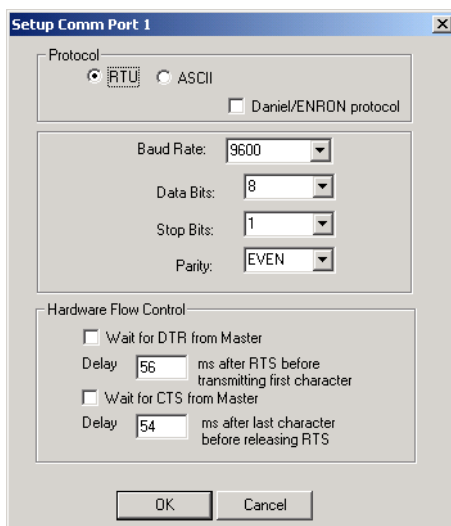 Setup Comm Port 1
Protocol
RTU ASCII
Daniel/ENRON protocol
Baud Rate: 9600
Data Bits: 8
Stop Bits: 1
Parity: EVEN
Hardware Flow Control
Wait for DTR from Master
Delay 56 ms after RTS before
transmitting first character
Wait for CTS from Master
Delay 54 ms after last character
before releasing RTS
OK Cancel